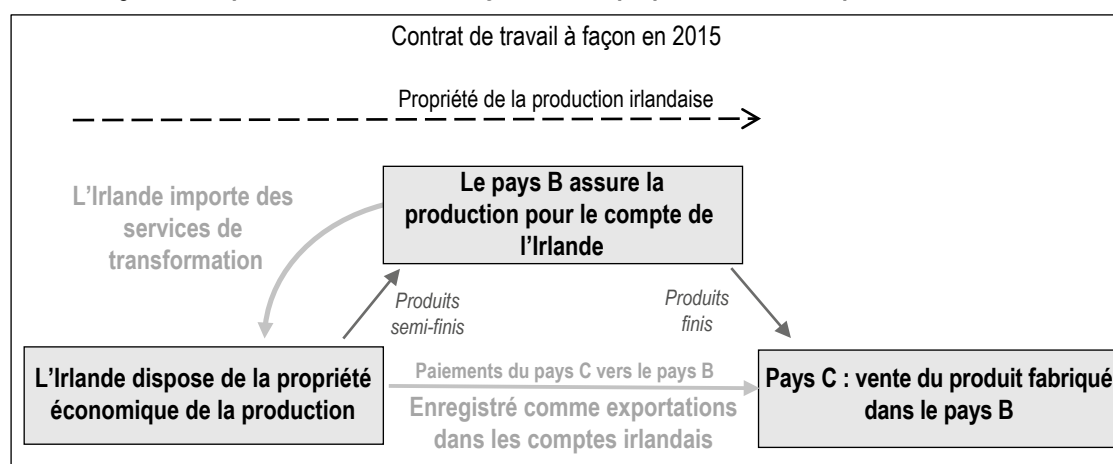 Contrat de travail à façon en 2015
Propriété de la production irlandaise
L'Irlande importe des
services de
transformation
Le pays B assure la
production pour le compte de
l'Irlande
Produits
semi-finis
Produits
finis
L'Irlande dispose de la propriété
économique de la production
Paiements du pays C vers le pays B
Enregistré comme exportations
dans les comptes irlandais
Pays C : vente du produit fabriqué
dans le pays B